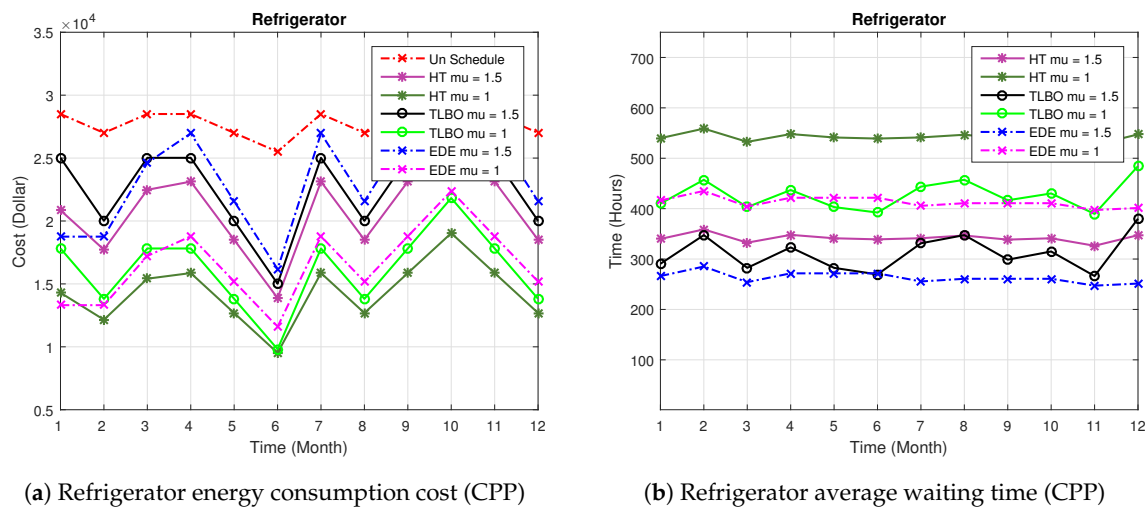 Refrigerator
×10⁴
3.5
3
2.5
2
1.5
1
0.5
Cost (Dollar)
Un Schedule
HT mu = 1.5
HT mu = 1
TLBO mu = 1.5
TLBO mu = 1
EDE mu = 1.5
EDE mu = 1
1 2 3 4 5 6 7 8 9 10 11 12
Time (Month)
(a) Refrigerator energy consumption cost (CPP)
Refrigerator
700
600
500
400
300
200
100
Time (Hours)
HT mu = 1.5
HT mu = 1
TLBO mu = 1.5
TLBO mu = 1
EDE mu = 1.5
EDE mu = 1
1 2 3 4 5 6 7 8 9 10 11 12
Time (Month)
(b) Refrigerator average waiting time (CPP)